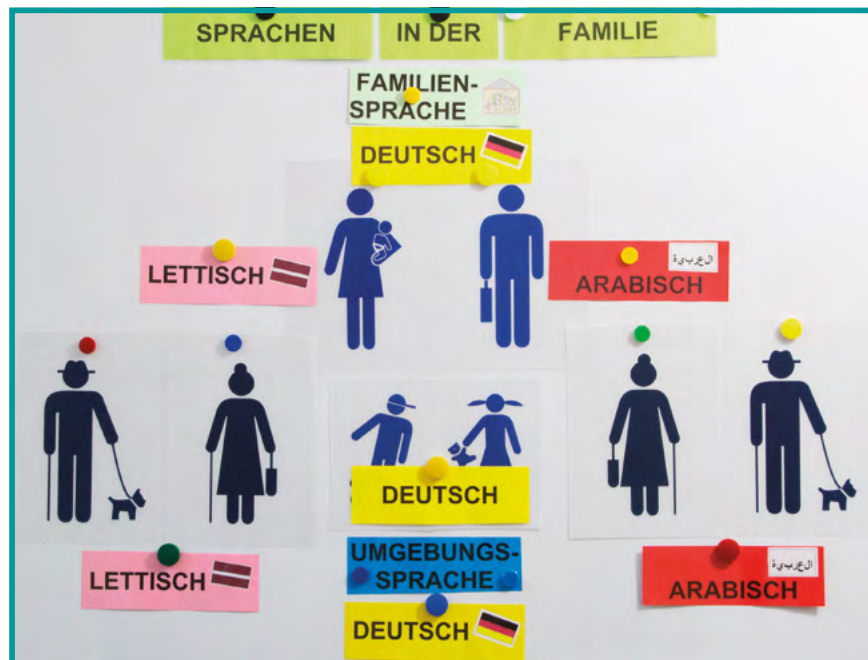 SPRACHEN IN DER FAMILIE
FAMILIEN-
SPRACHE
DEUTSCH
LETTISCH
العربية
ARABISCH
DEUTSCH
UMGEBUNGS-
SPRACHE
LETTISCH
العربية
ARABISCH
DEUTSCH